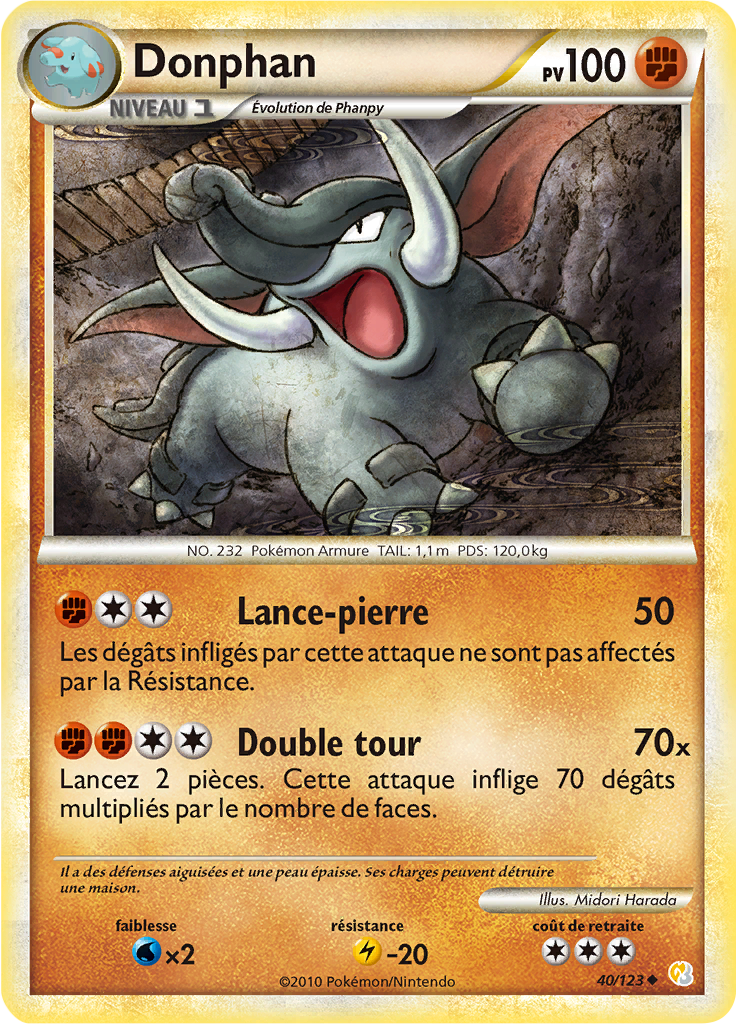 Donphan
PV100
NIVEAU 1
Évolution de Phanpy
NO. 232 Pokémon Armure TAIL: 1,1m PDS: 120,0kg
Lance-pierre 50
Les dégâts infligés par cette attaque ne sont pas affectés
par la Résistance.
Double tour 70x
Lancez 2 pièces. Cette attaque inflige 70 dégâts
multipliés par le nombre de faces.
Il a des défenses aiguisées et une peau épaisse. Ses charges peuvent détruire
une maison.
Illus. Midori Harada
faiblesse résistance coût de retraite
x2 -20
©2010 Pokémon/Nintendo
40/123